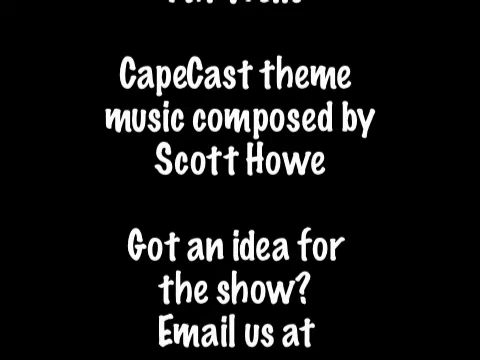 CapeCast theme
music composed by
Scott Howe
Got an idea for
the show?
Email us at